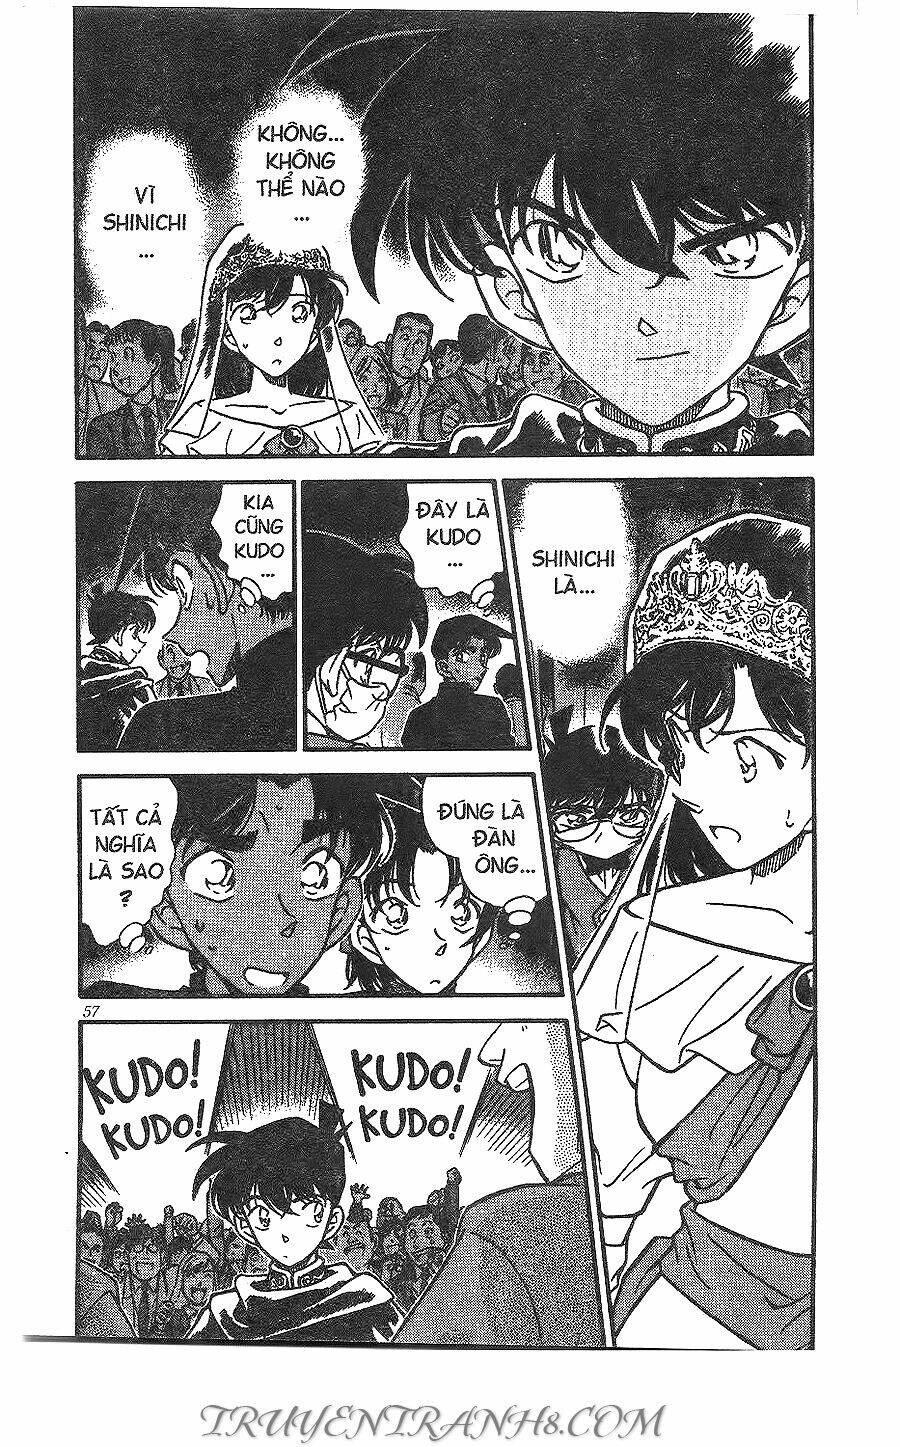 KHÔNG...
KHÔNG
THỂ NÀO
...
VÌ
SHINICHI
...
SHINICHI
LÀ...
ĐÂY LÀ
KUDO
...
KIA
CŨNG
KUDO
...
ĐÚNG LÀ
ĐÀN
ÔNG...
TẤT CẢ
NGHĨA
LÀ SAO
?
57
KUDO!
KUDO!
KUDO!
KUDO!
TRUYENTRANH8.COM